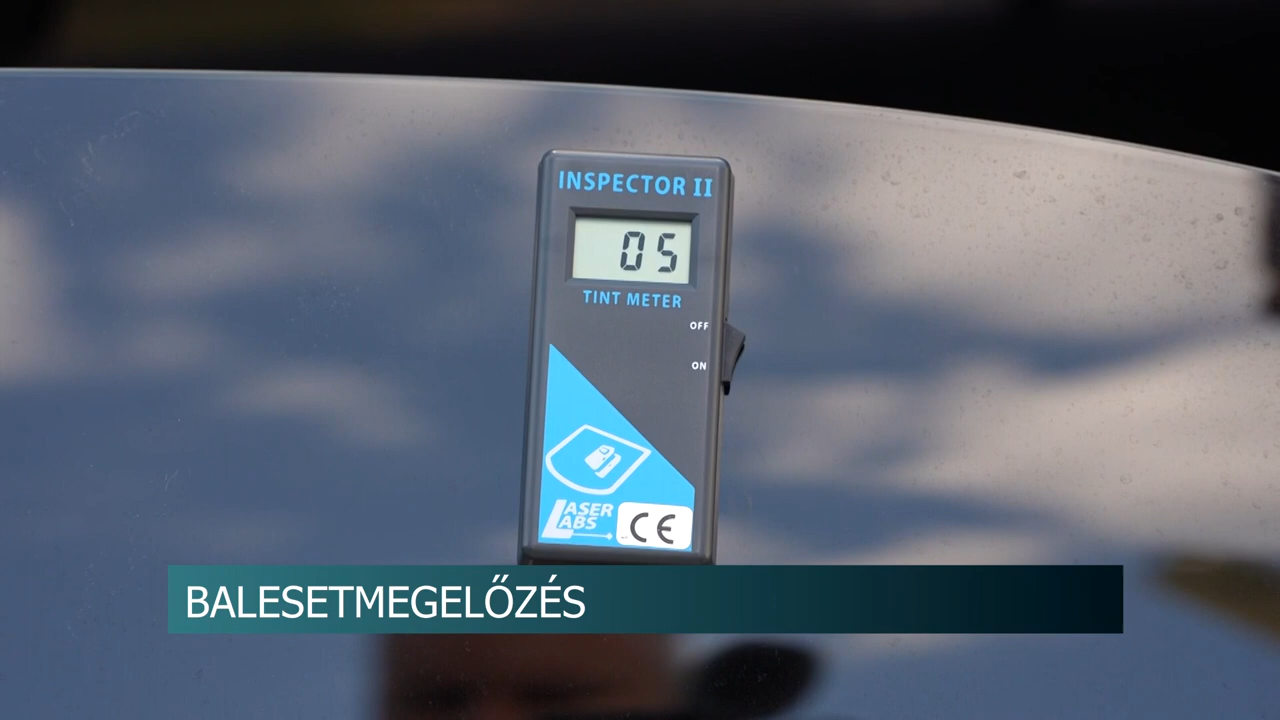 INSPECTOR II
05
TINT METER
OFF
ON
LASER
LABS
CE
BALESETMEGELŐZÉS